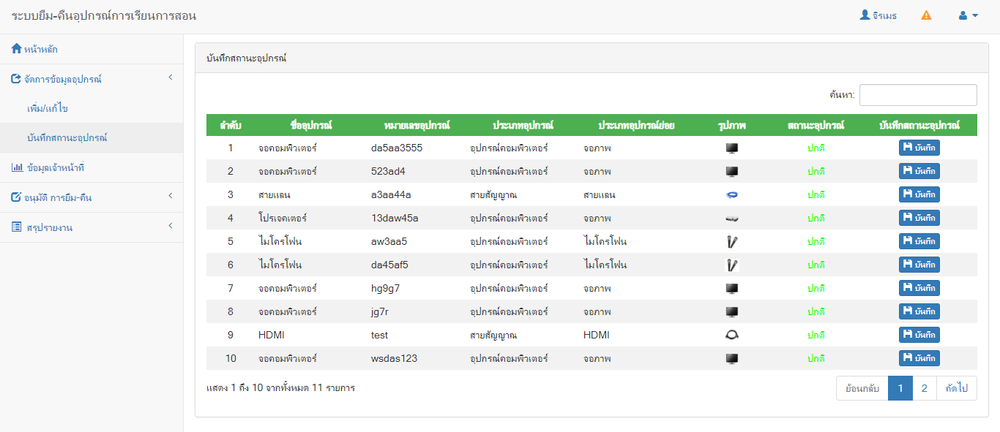 ระบบยืม-คืนอุปกรณ์การเรียนการสอน
จิรเมธ
หน้าหลัก
จัดการข้อมูลอุปกรณ์
เพิ่ม/แก้ไข
บันทึกสถานะอุปกรณ์
ข้อมูลเจ้าหน้าที่
อนุมัติ การยืม-คืน
สรุปรายงาน
บันทึกสถานะอุปกรณ์
ค้นหา:
ลำดับ ชื่ออุปกรณ์ หมายเลขอุปกรณ์ ประเภทอุปกรณ์ ประเภทอุปกรณ์ย่อย รูปภาพ สถานะอุปกรณ์ บันทึกสถานะอุปกรณ์
1 จอคอมพิวเตอร์ da5aa3555 อุปกรณ์คอมพิวเตอร์ จอภาพ ปกติ บันทึก
2 จอคอมพิวเตอร์ 523ad4 อุปกรณ์คอมพิวเตอร์ จอภาพ ปกติ บันทึก
3 สายแลน a3aa44a สายสัญญาณ สายแลน ปกติ บันทึก
4 โปรเจคเตอร์ 13daw45a อุปกรณ์คอมพิวเตอร์ จอภาพ ปกติ บันทึก
5 ไมโครโฟน aw3aa5 อุปกรณ์คอมพิวเตอร์ ไมโครโฟน ปกติ บันทึก
6 ไมโครโฟน da45af5 อุปกรณ์คอมพิวเตอร์ ไมโครโฟน ปกติ บันทึก
7 จอคอมพิวเตอร์ hg9g7 อุปกรณ์คอมพิวเตอร์ จอภาพ ปกติ บันทึก
8 จอคอมพิวเตอร์ jg7r อุปกรณ์คอมพิวเตอร์ จอภาพ ปกติ บันทึก
9 HDMI test สายสัญญาณ HDMI ปกติ บันทึก
10 จอคอมพิวเตอร์ wsdas123 อุปกรณ์คอมพิวเตอร์ จอภาพ ปกติ บันทึก
แสดง 1 ถึง 10 จากทั้งหมด 11 รายการ
ย้อนกลับ 1 2 ถัดไป